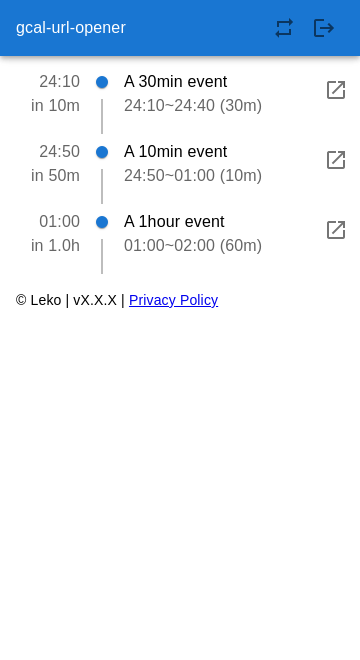 gcal-url-opener
24:10 A 30min event
in 10m 24:10~24:40 (30m)
24:50 A 10min event
in 50m 24:50~01:00 (10m)
01:00 A 1hour event
in 1.0h 01:00~02:00 (60m)
© Leko | vX.X.X | Privacy Policy